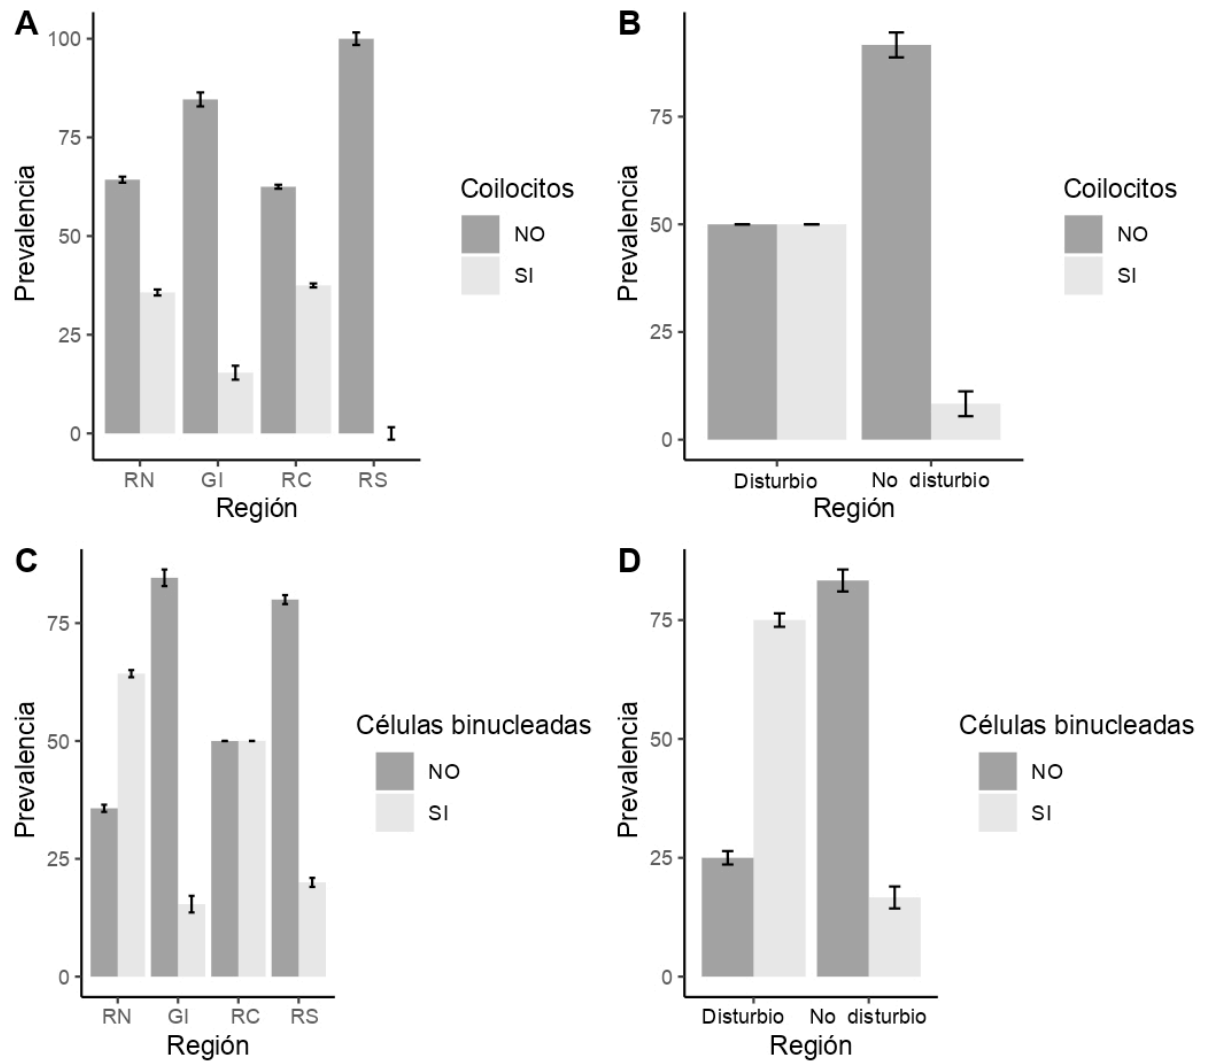 A
Prevalencia
100
75
50
25
0
RN GI RC RS
Región
Coilocitos
NO
SI
B
Prevalencia
75
50
25
0
Disturbio No disturbio
Región
Coilocitos
NO
SI
C
Prevalencia
75
50
25
0
RN GI RC RS
Región
Células binucleadas
NO
SI
D
Prevalencia
75
50
25
0
Disturbio No disturbio
Región
Células binucleadas
NO
SI